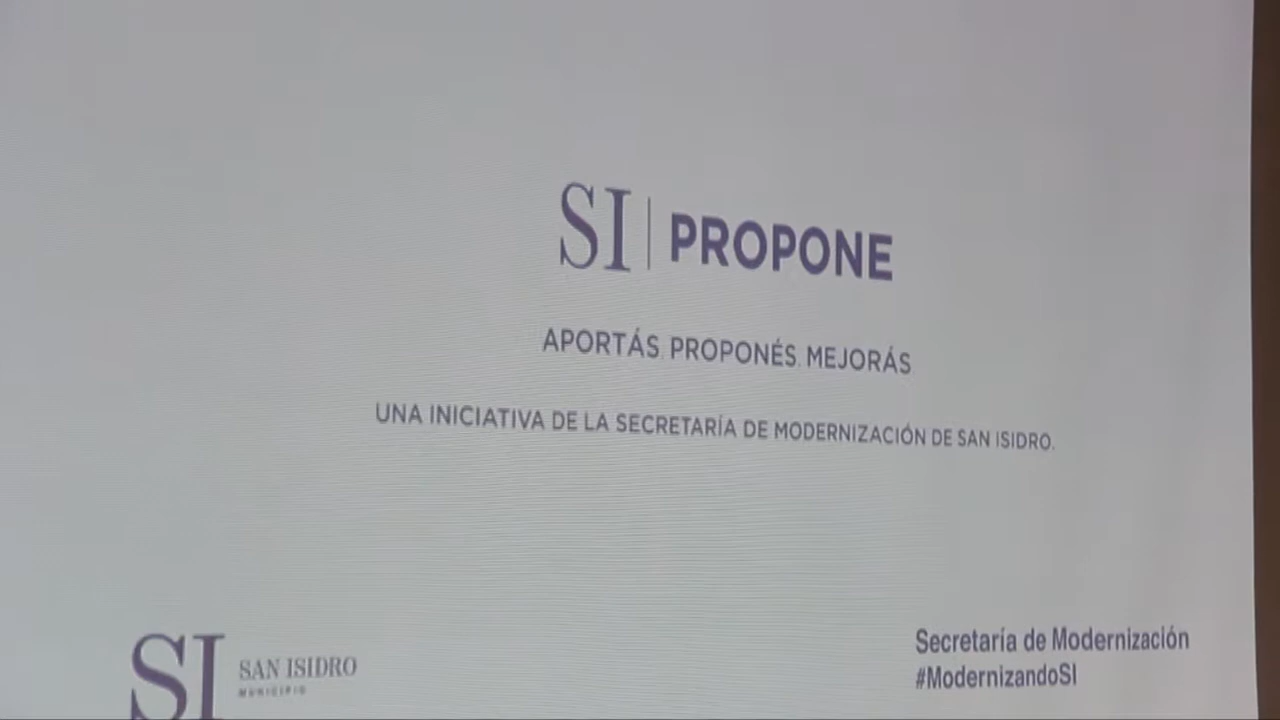 SI | PROPONE
APORTÁS. PROPONÉS. MEJORÁS
UNA INICIATIVA DE LA SECRETARÍA DE MODERNIZACIÓN DE SAN ISIDRO.
SI SAN ISIDRO
MUNICIPIO
Secretaría de Modernización
#ModernizandoSI